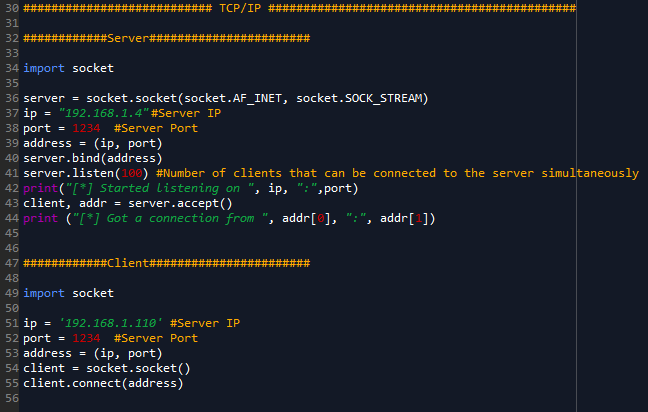 30 ########################### TCP/IP ############################################
31
32 ############Server#######################
33
34 import socket
35
36 server = socket.socket(socket.AF_INET, socket.SOCK_STREAM)
37 ip = "192.168.1.4"#Server IP
38 port = 1234  #Server Port
39 address = (ip, port)
40 server.bind(address)
41 server.listen(100) #Number of clients that can be connected to the server simultaneously
42 print("[*] Started listening on ", ip, ":",port)
43 client, addr = server.accept()
44 print ("[*] Got a connection from ", addr[0], ":", addr[1])
45
46
47 ############Client#######################
48
49 import socket
50
51 ip = '192.168.1.110' #Server IP
52 port = 1234  #Server Port
53 address = (ip, port)
54 client = socket.socket()
55 client.connect(address)
56